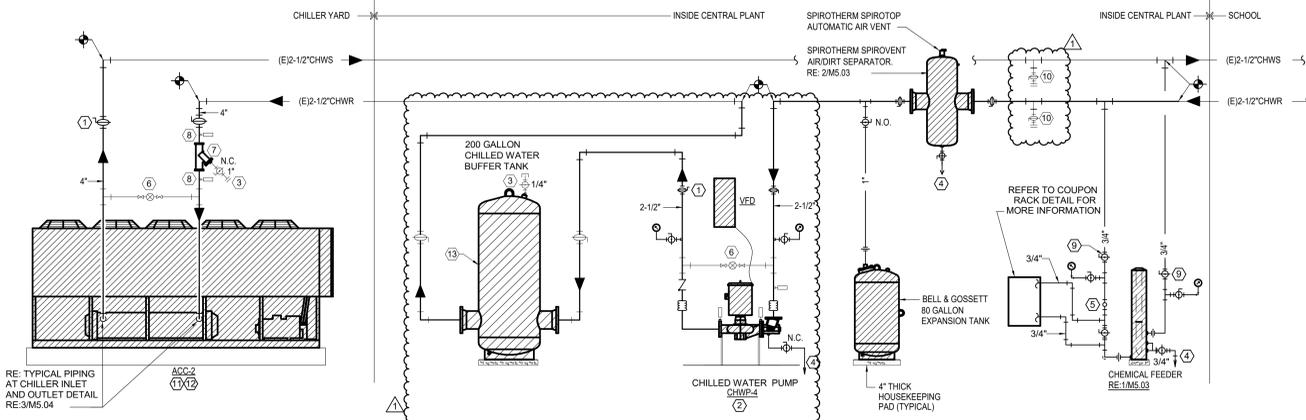 CHILLER YARD
INSIDE CENTRAL PLANT
SPIROTHERM SPIROTOP
AUTOMATIC AIR VENT
INSIDE CENTRAL PLANT
SCHOOL
SPIROTHERM SPIROVENT
AIR/DIRT SEPARATOR.
RE: 2/M5.03
1
(E)2-1/2"CHWS
(E)2-1/2"CHWS
(E)2-1/2"CHWR
(E)2-1/2"CHWR
10
10
4"
1
8
7
N.C.
1"
3
8
4"
6
200 GALLON
CHILLED WATER
BUFFER TANK
3
1/4"
13
1
2-1/2"
VFD
2-1/2"
6
N.C.
4
N.O.
1"
4
REFER TO COUPON
RACK DETAIL FOR
MORE INFORMATION
3/4"
3/4"
9
9
3/4"
5
3/4"
3/4"
4
BELL & GOSSETT
80 GALLON
EXPANSION TANK
CHEMICAL FEEDER
RE:1/M5.03
RE: TYPICAL PIPING
AT CHILLER INLET
AND OUTLET DETAIL
RE:3/M5.04
ACC-2
11 12
1
CHILLED WATER PUMP
CHWP-4
2
4" THICK
HOUSEKEEPING
PAD (TYPICAL)